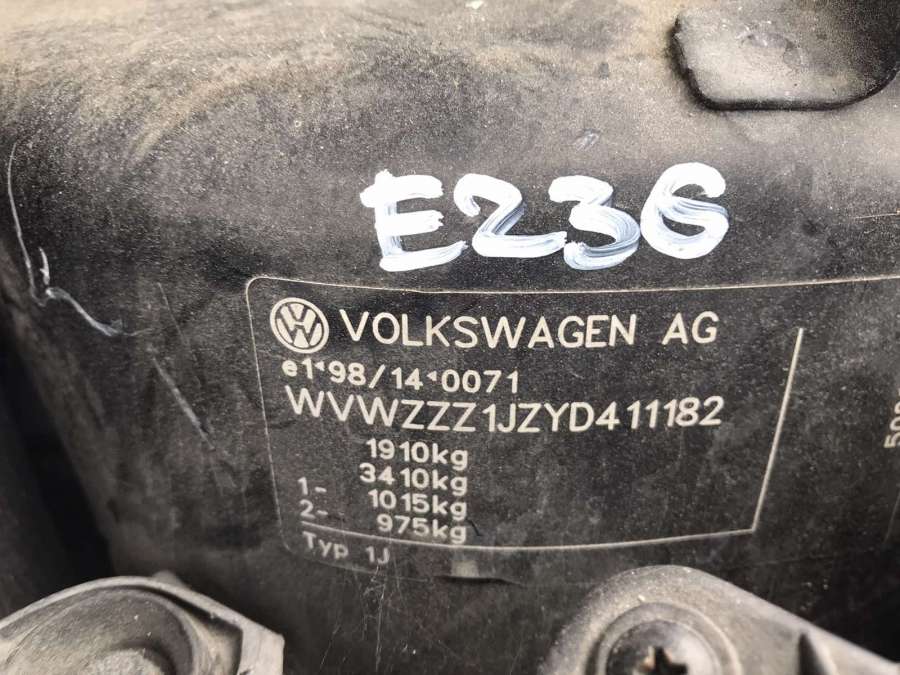 E236
VOLKSWAGEN AG
e1*98/14*0071
WVWZZZ1JZYD411182
1910kg
3410kg
1- 1015kg
2- 975kg
Typ 1J